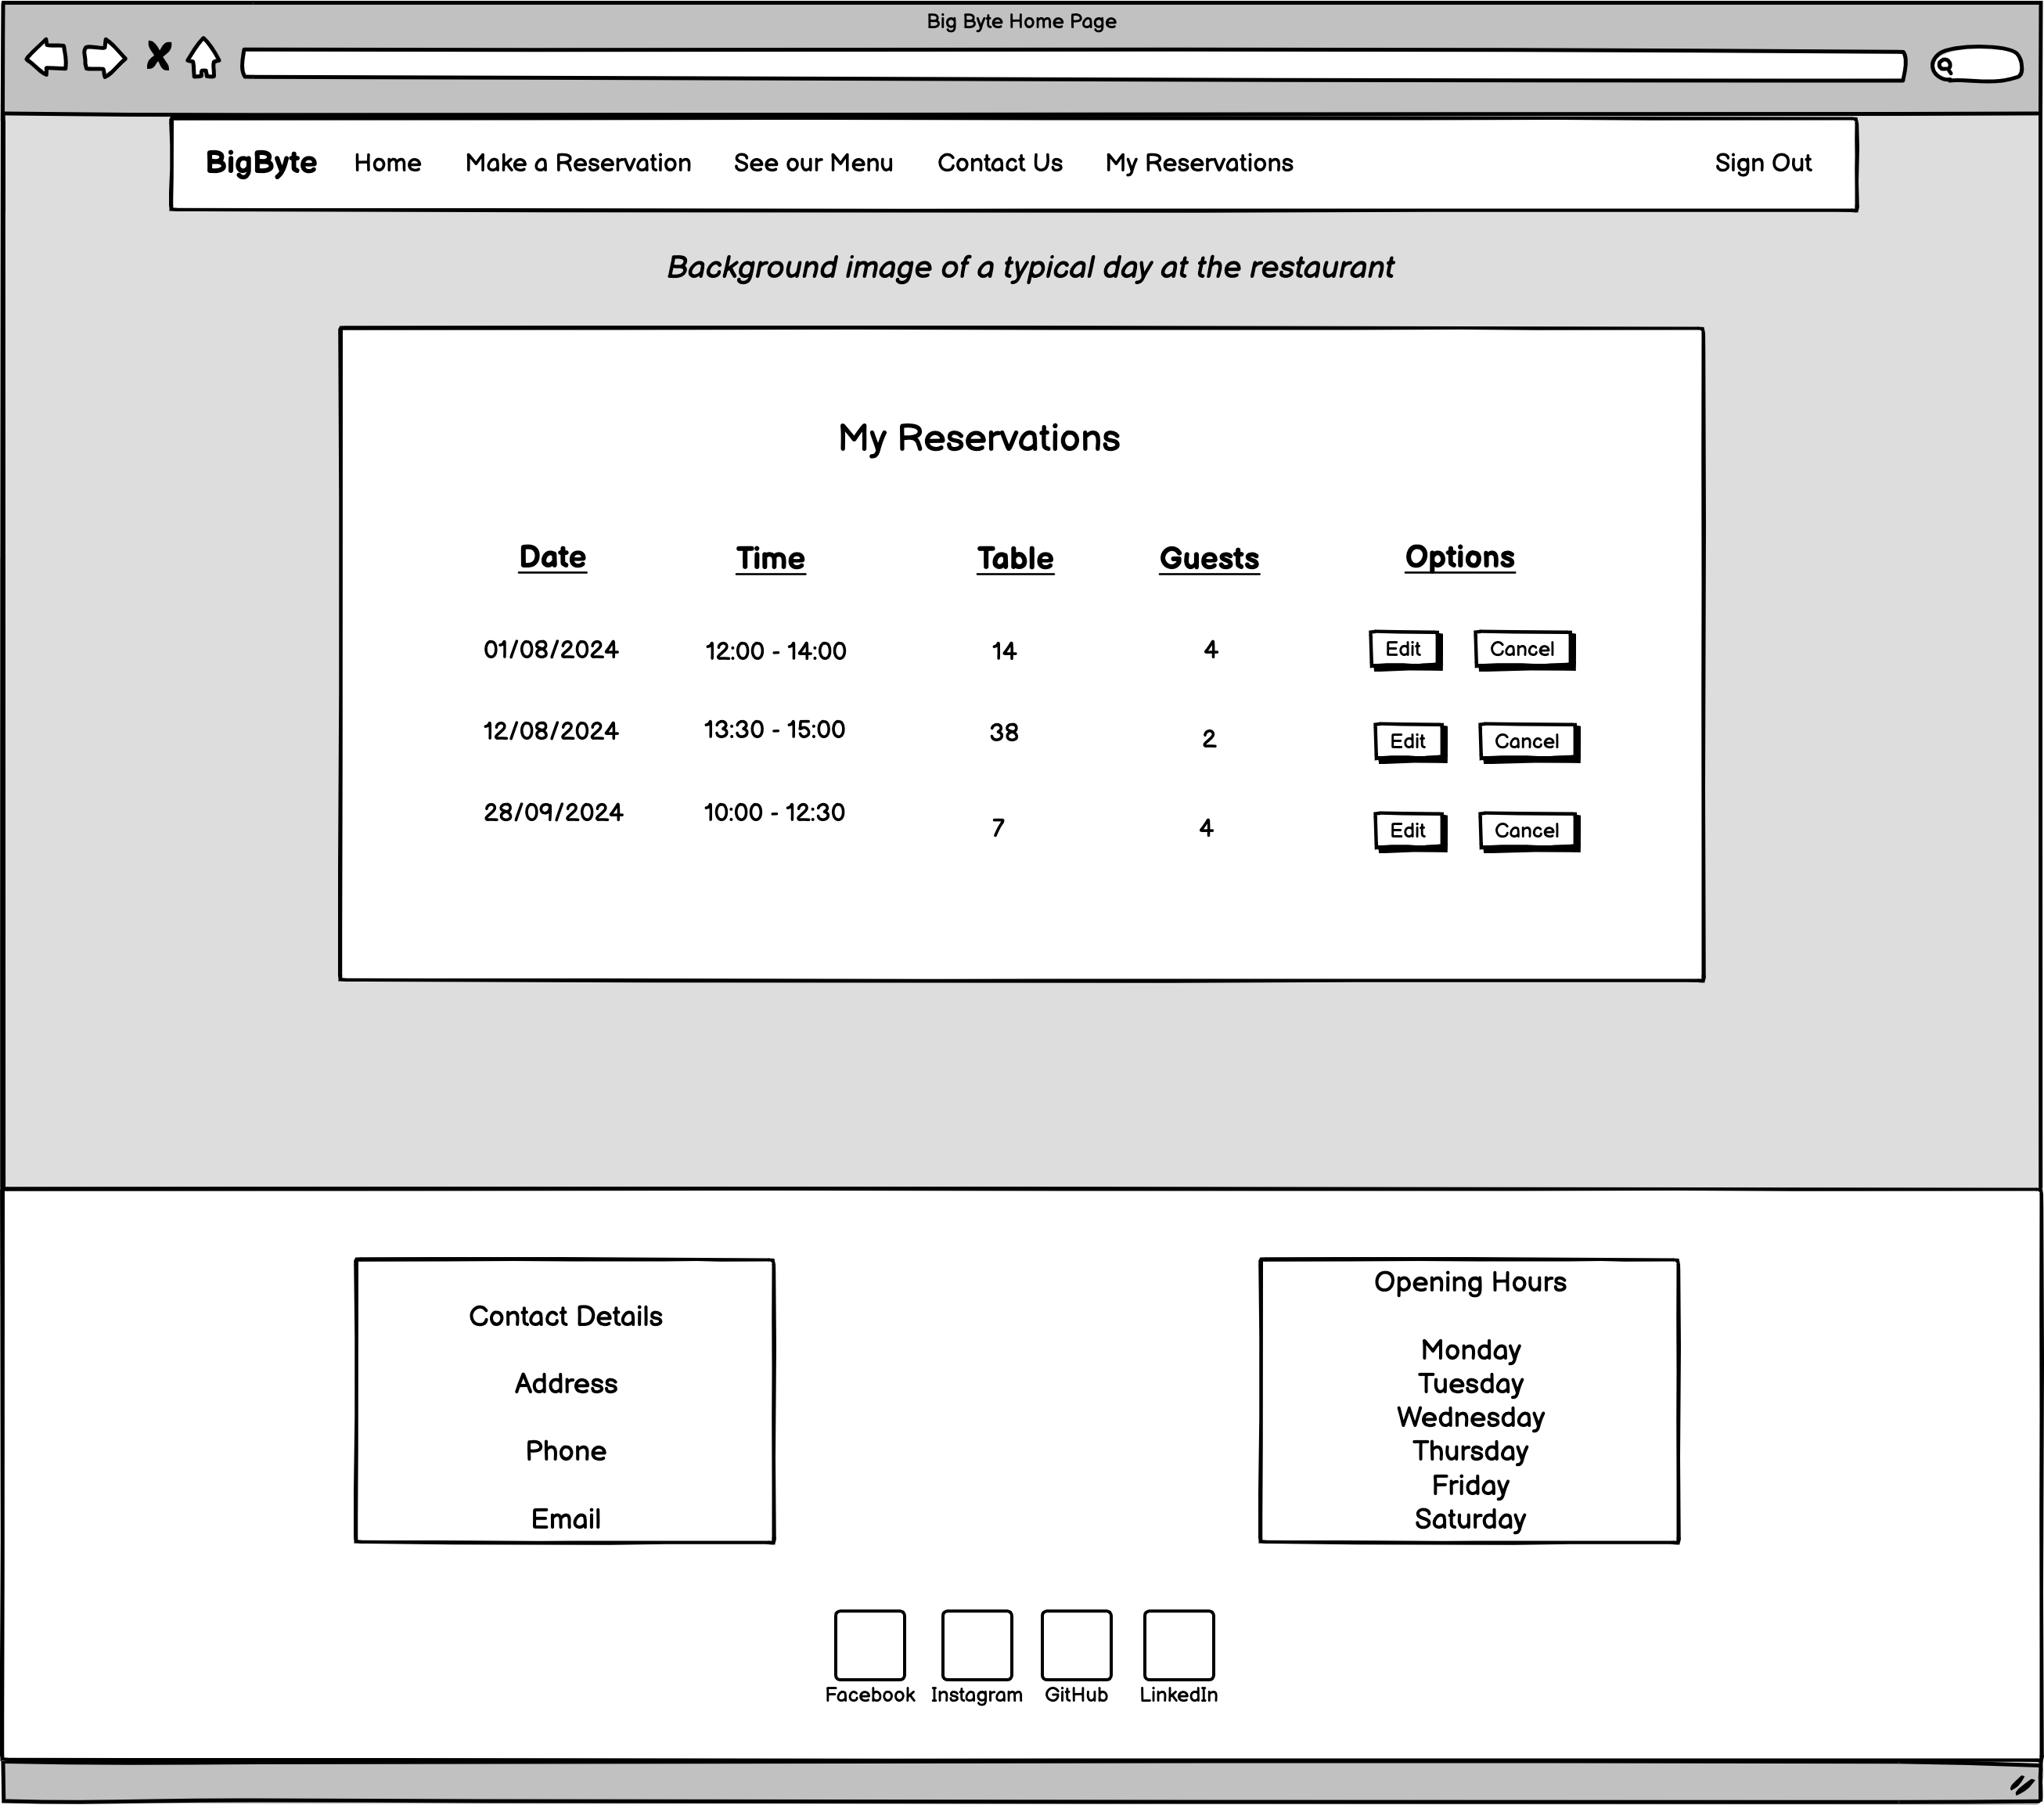 Big Byte Home Page
BigByte Home Make a Reservation See our Menu Contact Us My Reservations Sign Out
Background image of a typical day at the restaurant
My Reservations
Date Time Table Guests Options
01/08/2024 12:00 - 14:00 14 4 Edit Cancel
12/08/2024 13:30 - 15:00 38 2 Edit Cancel
28/09/2024 10:00 - 12:30 7 4 Edit Cancel
Contact Details
Address
Phone
Email
Opening Hours
Monday
Tuesday
Wednesday
Thursday
Friday
Saturday
Facebook Instagram GitHub LinkedIn